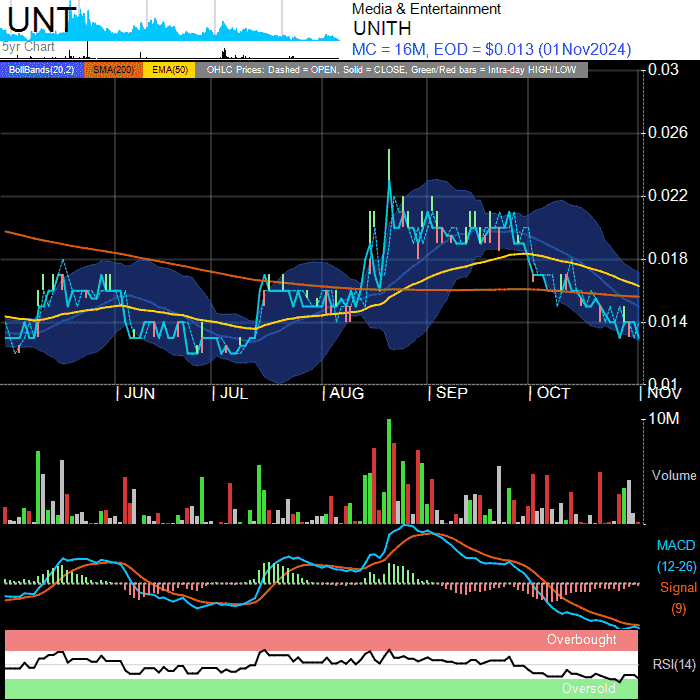 UNT
Media & Entertainment
UNITH
5yr Chart
MC = 16M, EOD = $0.013 (01Nov2024)
BollBands(20,2) SMA(200) EMA(50) OHLC Prices: Dashed = OPEN, Solid = CLOSE, Green/Red bars = Intra-day HIGH/LOW
0.03
0.026
0.022
0.018
0.014
0.01
JUN JUL AUG SEP OCT NOV
10M
Volume
MACD
(12-26)
Signal
(9)
Overbought
RSI(14)
Oversold